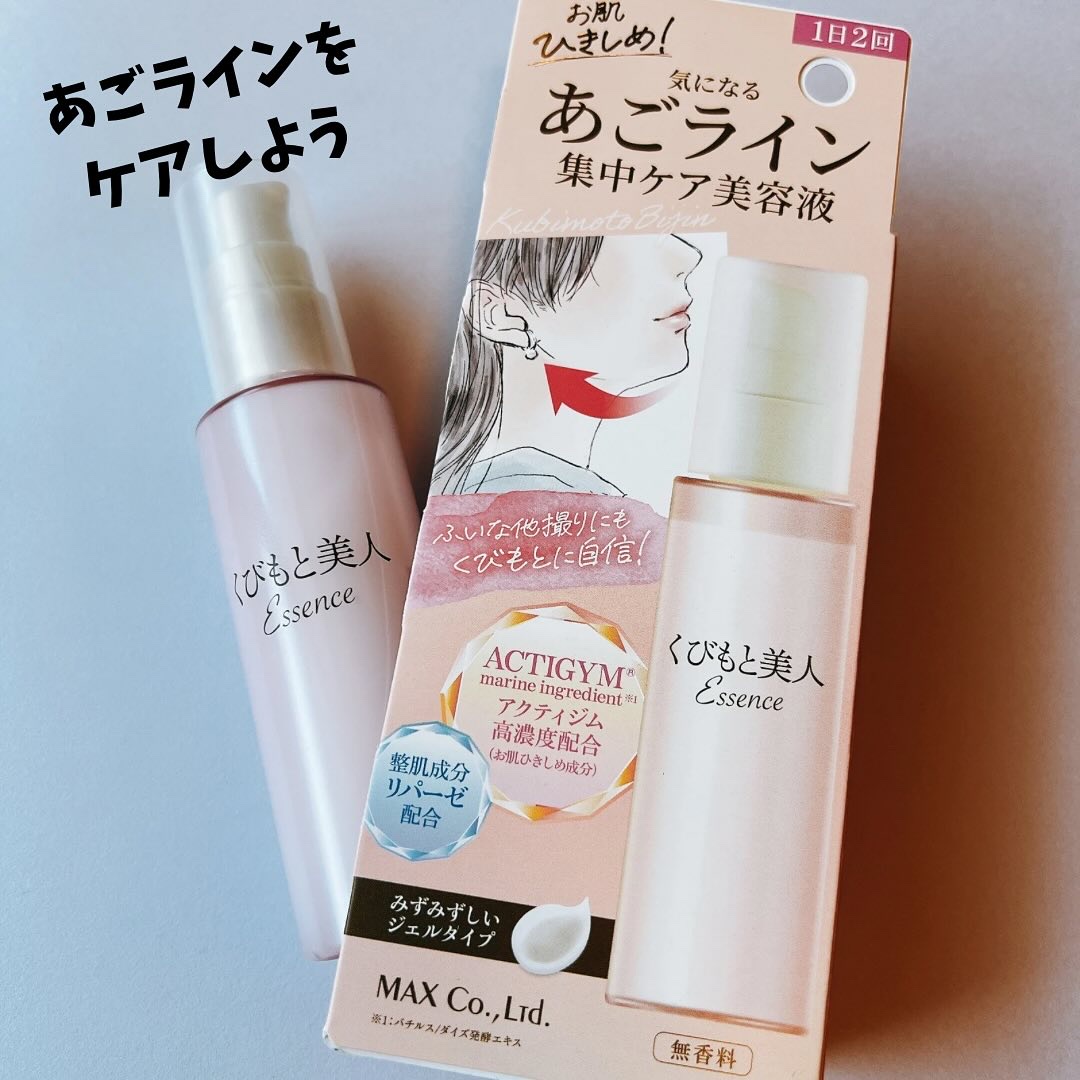 あごラインを
ケアしよう
お肌
ひきしめ!
1日2回
気になる
あごライン
集中ケア美容液
Kubimoto Bijin
ふいな他撮りにも
くびもとに自信!
ACTIGYM®
marine ingredient※1
アクティジム
高濃度配合
(お肌ひきしめ成分)
整肌成分
リパーゼ
配合
みずみずしい
ジェルタイプ
MAX Co.,Ltd.
※1:バチルス/ダイズ発酵エキス
無香料
くびもと美人
Essence
くびもと美人
Essence